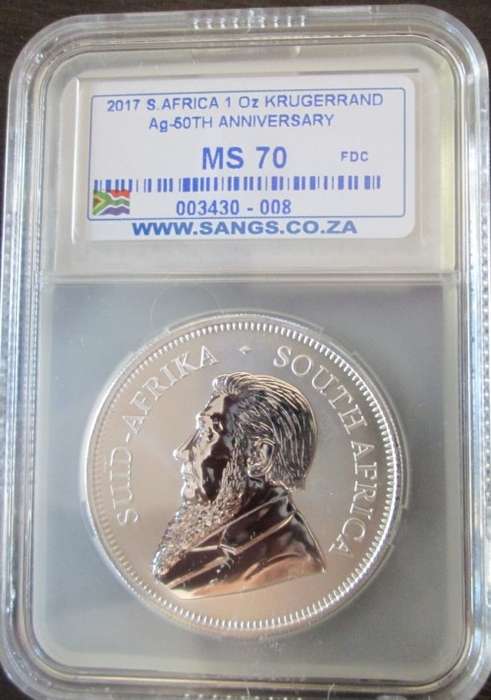 2017 S.AFRICA 1 Oz KRUGERRAND
Ag-50TH ANNIVERSARY
MS 70 FDC
003430 - 008
WWW.SANGS.CO.ZA
SUID-AFRIKA · SOUTH AFRICA